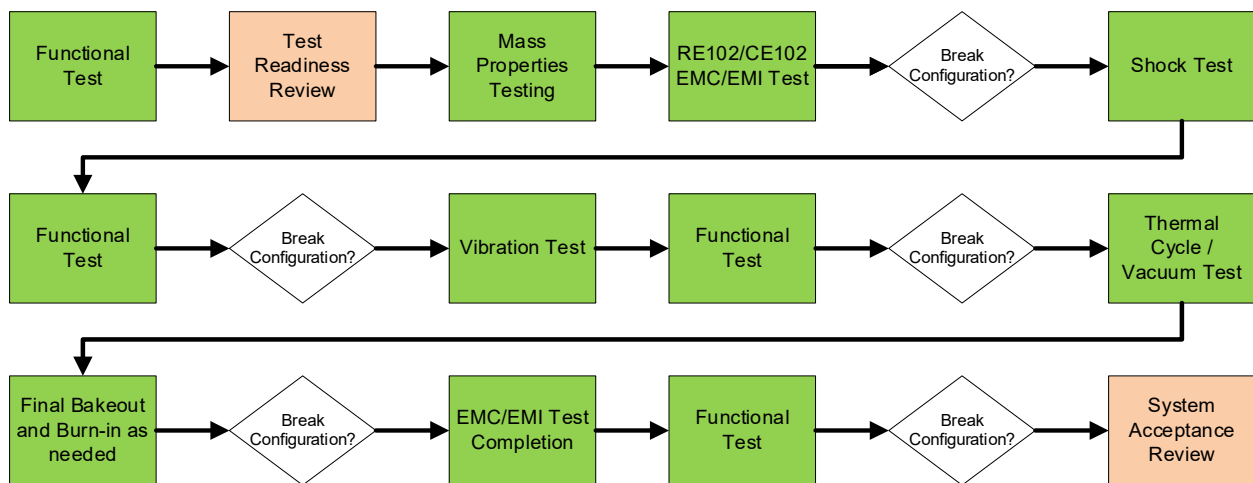 Functional
Test
Test
Readiness
Review
Mass
Properties
Testing
RE102/CE102
EMC/EMI Test
Break
Configuration?
Shock Test
Functional
Test
Break
Configuration?
Vibration Test
Functional
Test
Break
Configuration?
Thermal
Cycle /
Vacuum Test
Final Bakeout
and Burn-in as
needed
Break
Configuration?
EMC/EMI Test
Completion
Functional
Test
Break
Configuration?
System
Acceptance
Review